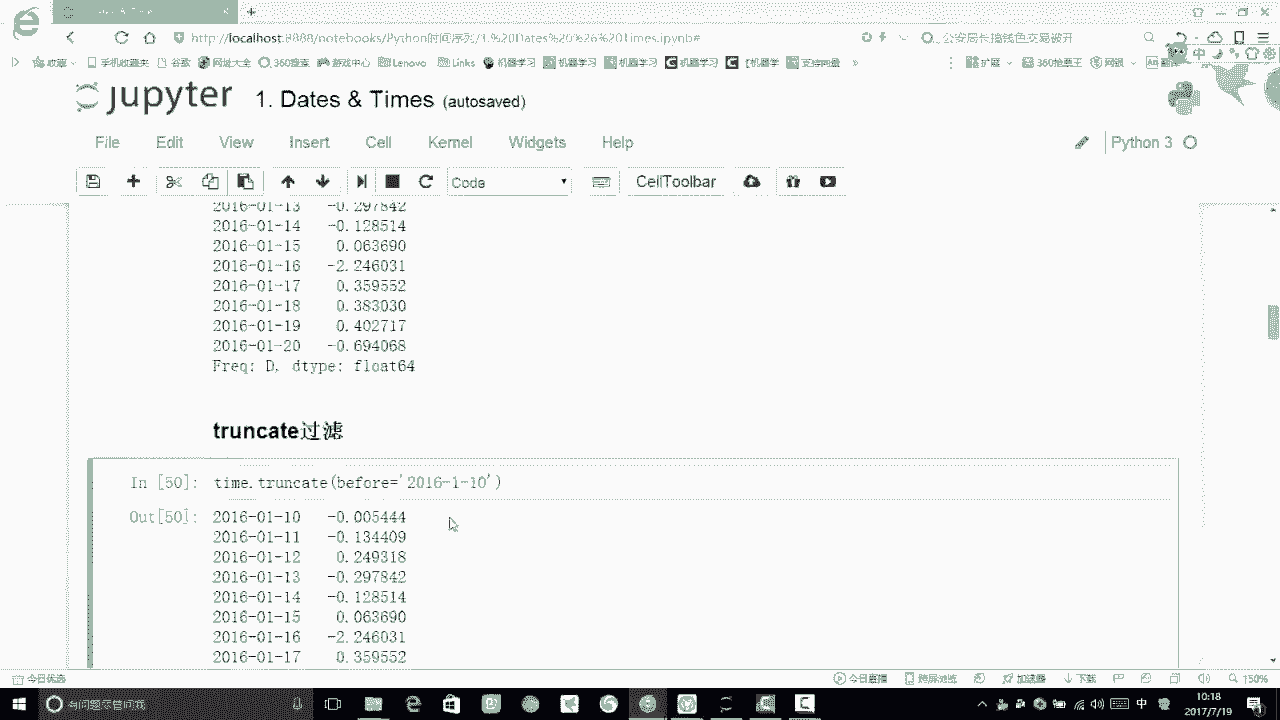 http://localhost:8888/notebooks/Python时间序列/1.%20Dates%20%26%20Times.ipynb#
公安局长搞钱色交易被开
收藏 手机收藏夹 谷歌 网址大全 360搜索 游戏中心 Lenovo Links 机器学习 机器学习 机器学习 机器学习 【机器学 支持向量 » 扩展 360抢票王 网银
jupyter 1. Dates & Times (autosaved)
File Edit View Insert Cell Kernel Widgets Help
Python 3
Code CellToolbar
2016-01-13 -0.297842
2016-01-14 -0.128514
2016-01-15 0.063690
2016-01-16 -2.246031
2016-01-17 0.359552
2016-01-18 0.383030
2016-01-19 0.402717
2016-01-20 -0.694068
Freq: D, dtype: float64
truncate过滤
In [50]: time.truncate(before='2016-1-10')
Out[50]: 2016-01-10 -0.005444
2016-01-11 -0.134409
2016-01-12 0.249318
2016-01-13 -0.297842
2016-01-14 -0.128514
2016-01-15 0.063690
2016-01-16 -2.246031
2016-01-17 0.359552
今日优选 今日直播 跨屏浏览 加速器 下载 150%
有问题尽管问我
中
10:18
2017/7/19